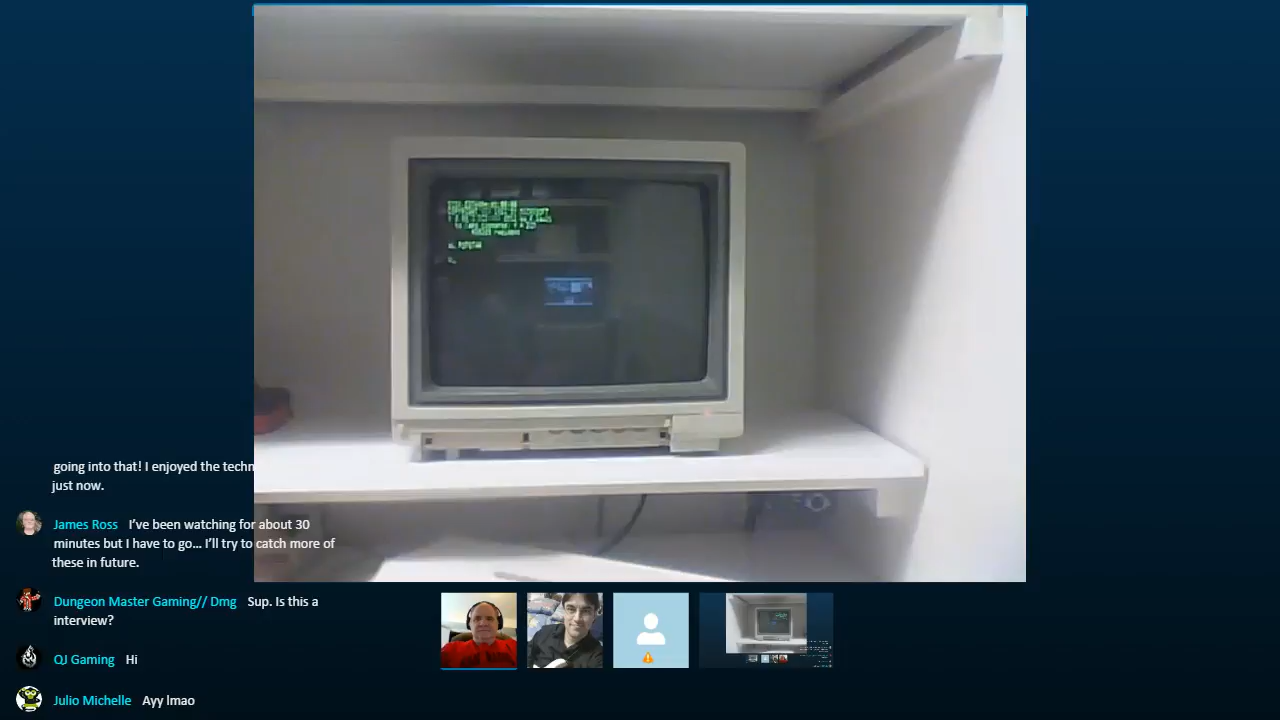 going into that! I enjoyed the techn
just now.
James Ross I've been watching for about 30
minutes but I have to go... I'll try to catch more of
these in future.
Dungeon Master Gaming// Dmg Sup. Is this a
interview?
QJ Gaming Hi
Julio Michelle Ayy lmao